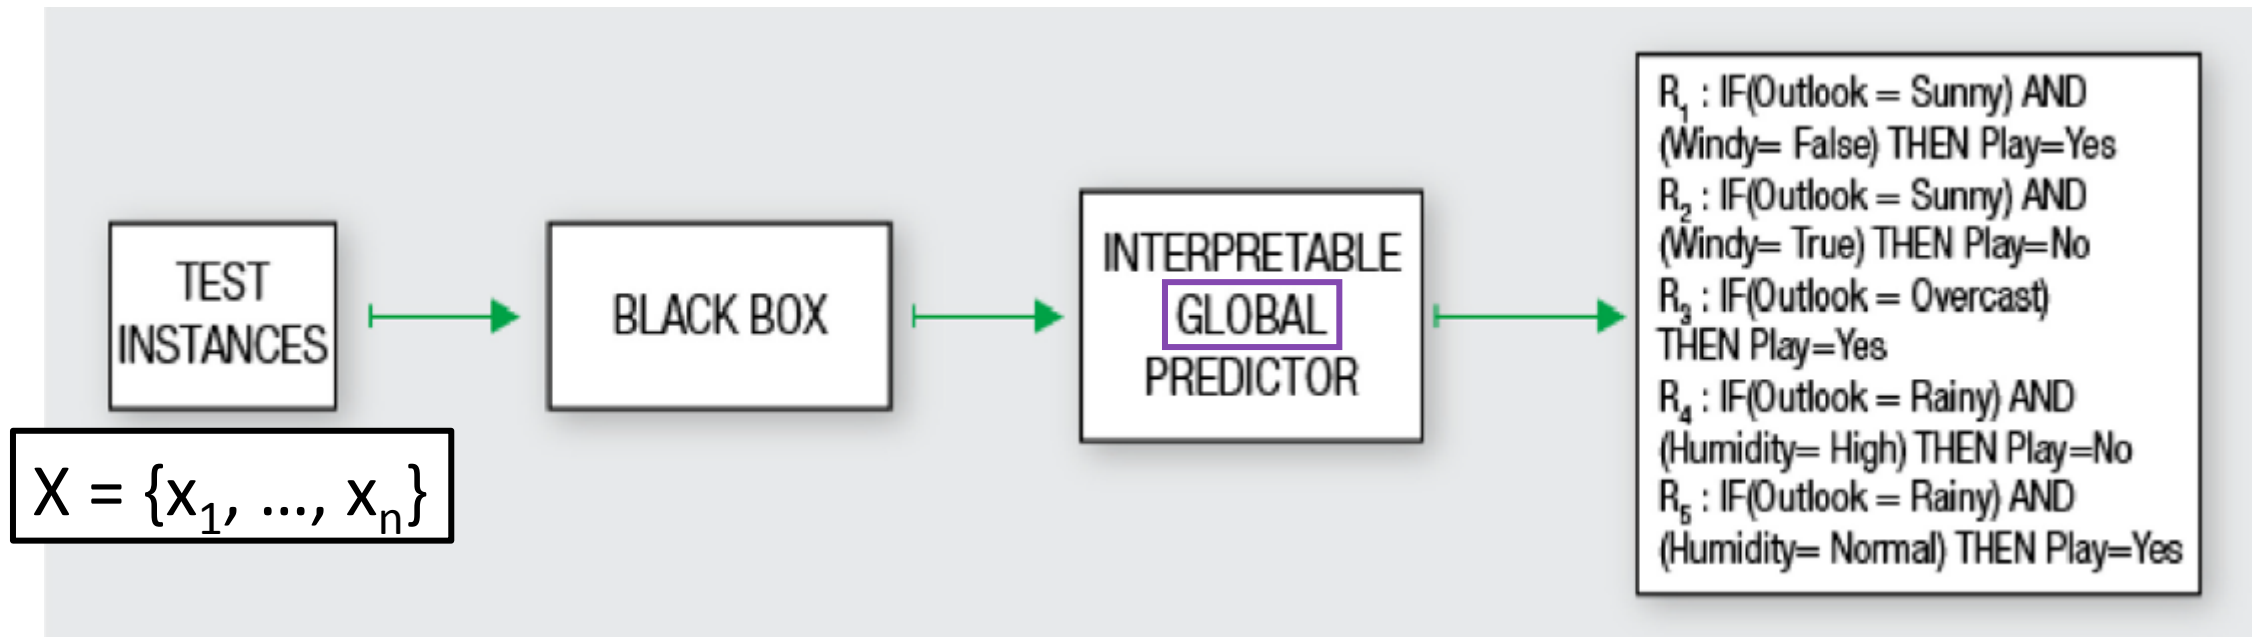 TEST
INSTANCES
X = {x₁, ..., xₙ}
BLACK BOX
INTERPRETABLE
GLOBAL
PREDICTOR
R₁ : IF(Outlook = Sunny) AND
(Windy= False) THEN Play=Yes
R₂ : IF(Outlook = Sunny) AND
(Windy= True) THEN Play=No
R₃ : IF(Outlook = Overcast)
THEN Play=Yes
R₄ : IF(Outlook = Rainy) AND
(Humidity= High) THEN Play=No
R₅ : IF(Outlook = Rainy) AND
(Humidity= Normal) THEN Play=Yes